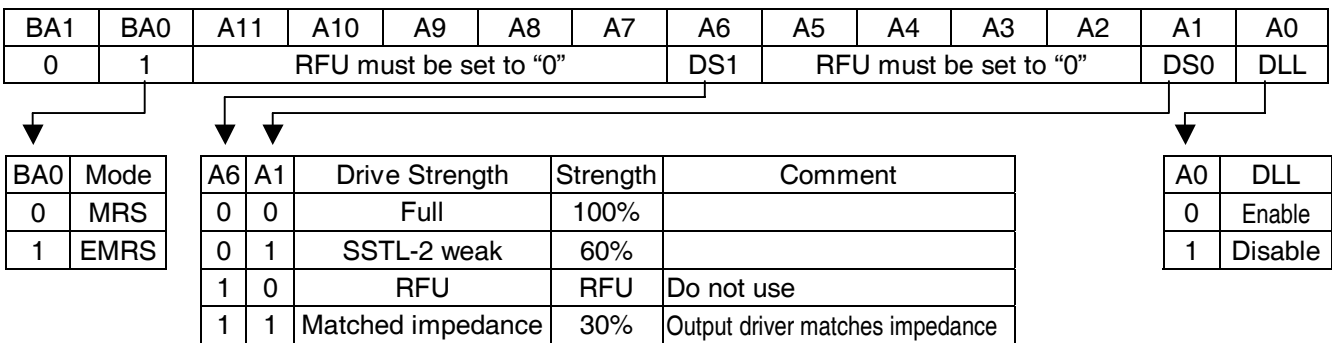 BA1 BA0 A11 A10 A9 A8 A7 A6 A5 A4 A3 A2 A1 A0
0 1 RFU must be set to “0” DS1 RFU must be set to “0” DS0 DLL
BA0 Mode A6 A1 Drive Strength Strength Comment A0 DLL
0 MRS 0 0 Full 100% 0 Enable
1 EMRS 0 1 SSTL-2 weak 60% 1 Disable
1 0 RFU RFU Do not use
1 1 Matched impedance 30% Output driver matches impedance